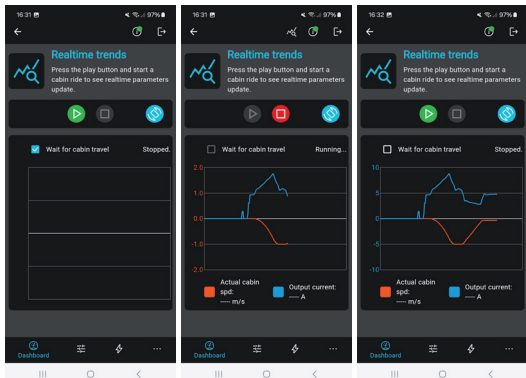 16:31
97%
Realtime trends
Press the play button and start a
cabin ride to see realtime parameters
update.
Wait for cabin travel
Stopped.
Dashboard
16:31
97%
Realtime trends
Press the play button and start a
cabin ride to see realtime parameters
update.
Wait for cabin travel
Running...
2.0
1.0
0.0
-1.0
-2.0
Actual cabin
spd:
---- m/s
Output current:
---- A
Dashboard
16:32
97%
Realtime trends
Press the play button and start a
cabin ride to see realtime parameters
update.
Wait for cabin travel
Stopped.
10
5
0
-5
-10
Actual cabin
spd:
---- m/s
Output current:
---- A
Dashboard